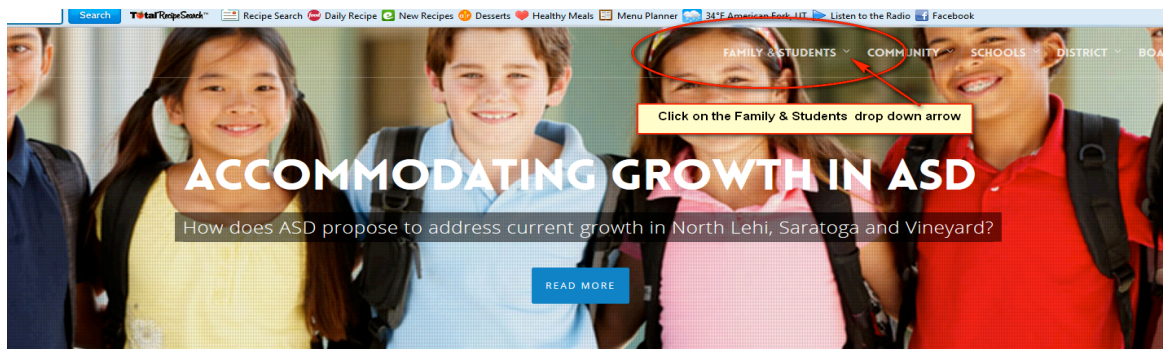 Search TotalRecipeSearch™ Recipe Search Daily Recipe New Recipes Desserts Healthy Meals Menu Planner 34°F American Fork, UT Listen to the Radio Facebook
FAMILY & STUDENTS COMMUNITY SCHOOLS DISTRICT BOA
Click on the Family & Students drop down arrow
ACCOMMODATING GROWTH IN ASD
How does ASD propose to address current growth in North Lehi, Saratoga and Vineyard?
READ MORE